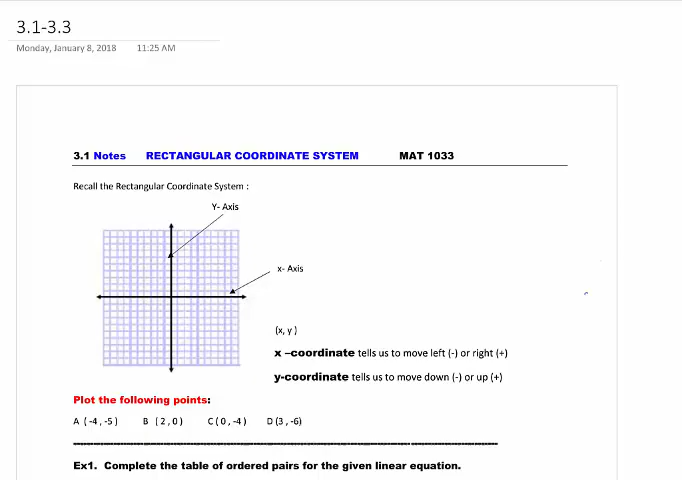 3.1-3.3
Monday, January 8, 2018 11:25 AM
3.1 Notes RECTANGULAR COORDINATE SYSTEM MAT 1033
Recall the Rectangular Coordinate System :
Y- Axis
x- Axis
(x, y )
x –coordinate tells us to move left (-) or right (+)
y-coordinate tells us to move down (-) or up (+)
Plot the following points:
A ( -4 , -5 ) B ( 2 , 0 ) C ( 0 , -4 ) D (3 , -6)
Ex1. Complete the table of ordered pairs for the given linear equation.